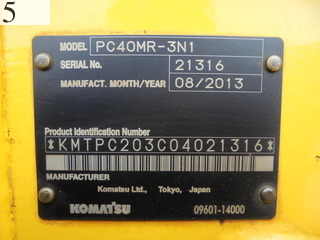 5
MODEL PC40MR-3N1
SERIAL No. 21316
MANUFACT. MONTH/YEAR 08/2013
Product Identification Number
*KMTPC203C04021316*
MANUFACTURER
Komatsu Ltd., Tokyo, Japan
KOMATSU 09601-14000